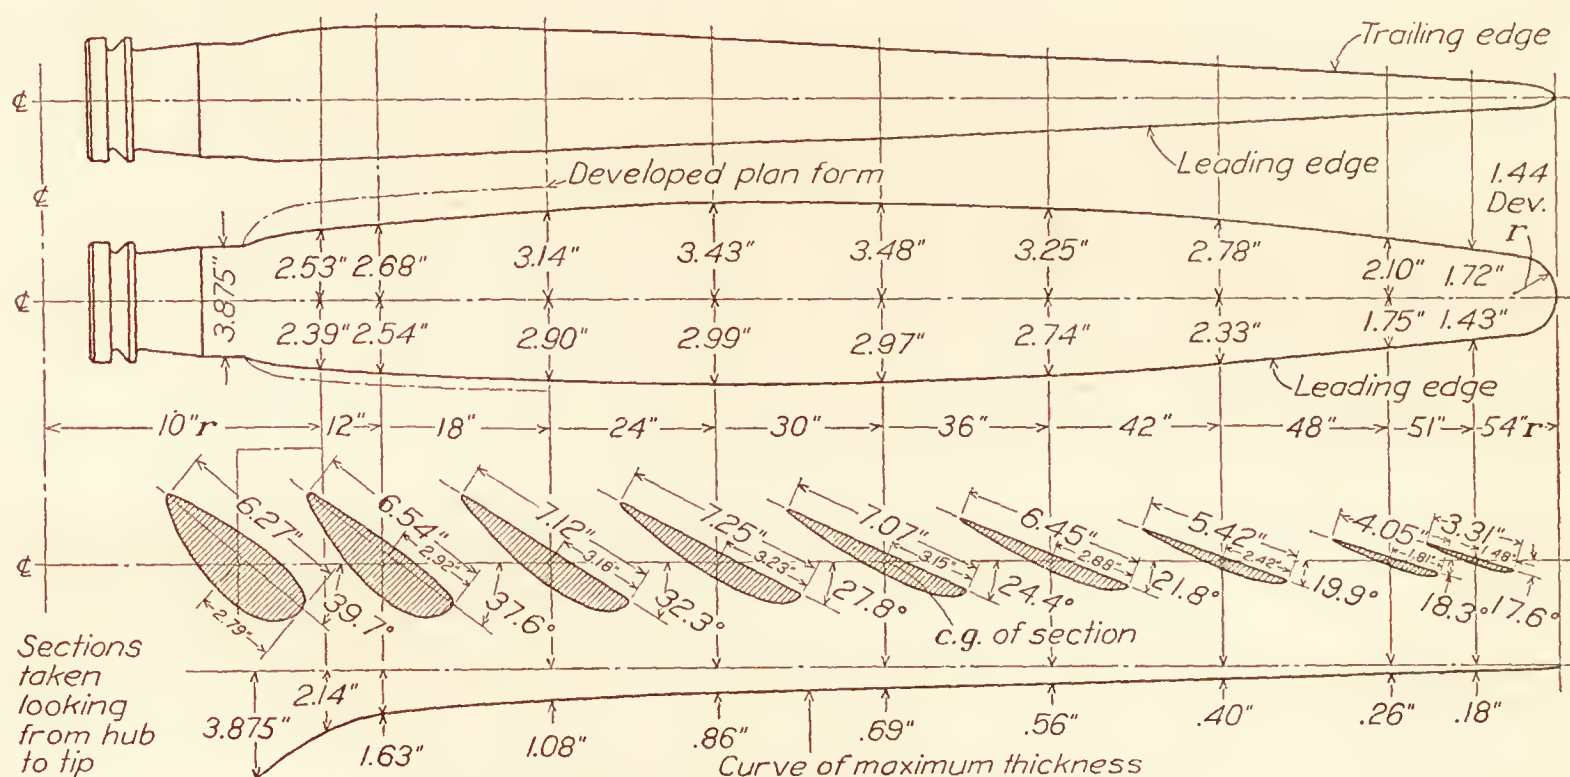 Trailing edge
℄
Leading edge
Developed plan form
1.44
Dev.
r
℄
3.875"
2.53" 2.68" 3.14" 3.43" 3.48" 3.25" 2.78" 2.10" 1.72"
℄
2.39" 2.54" 2.90" 2.99" 2.97" 2.74" 2.33" 1.75" 1.43"
Leading edge
10"r 12" 18" 24" 30" 36" 42" 48" 51" 54"r
6.27" 6.54" 7.12" 7.25" 7.07" 6.45" 5.42" 4.05" 3.31"
2.79" 2.92" 3.18" 3.23" 3.15" 2.88" 2.42" 1.81" 1.48"
℄
39.7° 37.6° 32.3° 27.8° 24.4° 21.8° 19.9° 18.3° 17.6°
c.g. of section
Sections
taken
looking
from hub
to tip
3.875" 2.14" 1.63" 1.08" .86" .69" .56" .40" .26" .18"
Curve of maximum thickness